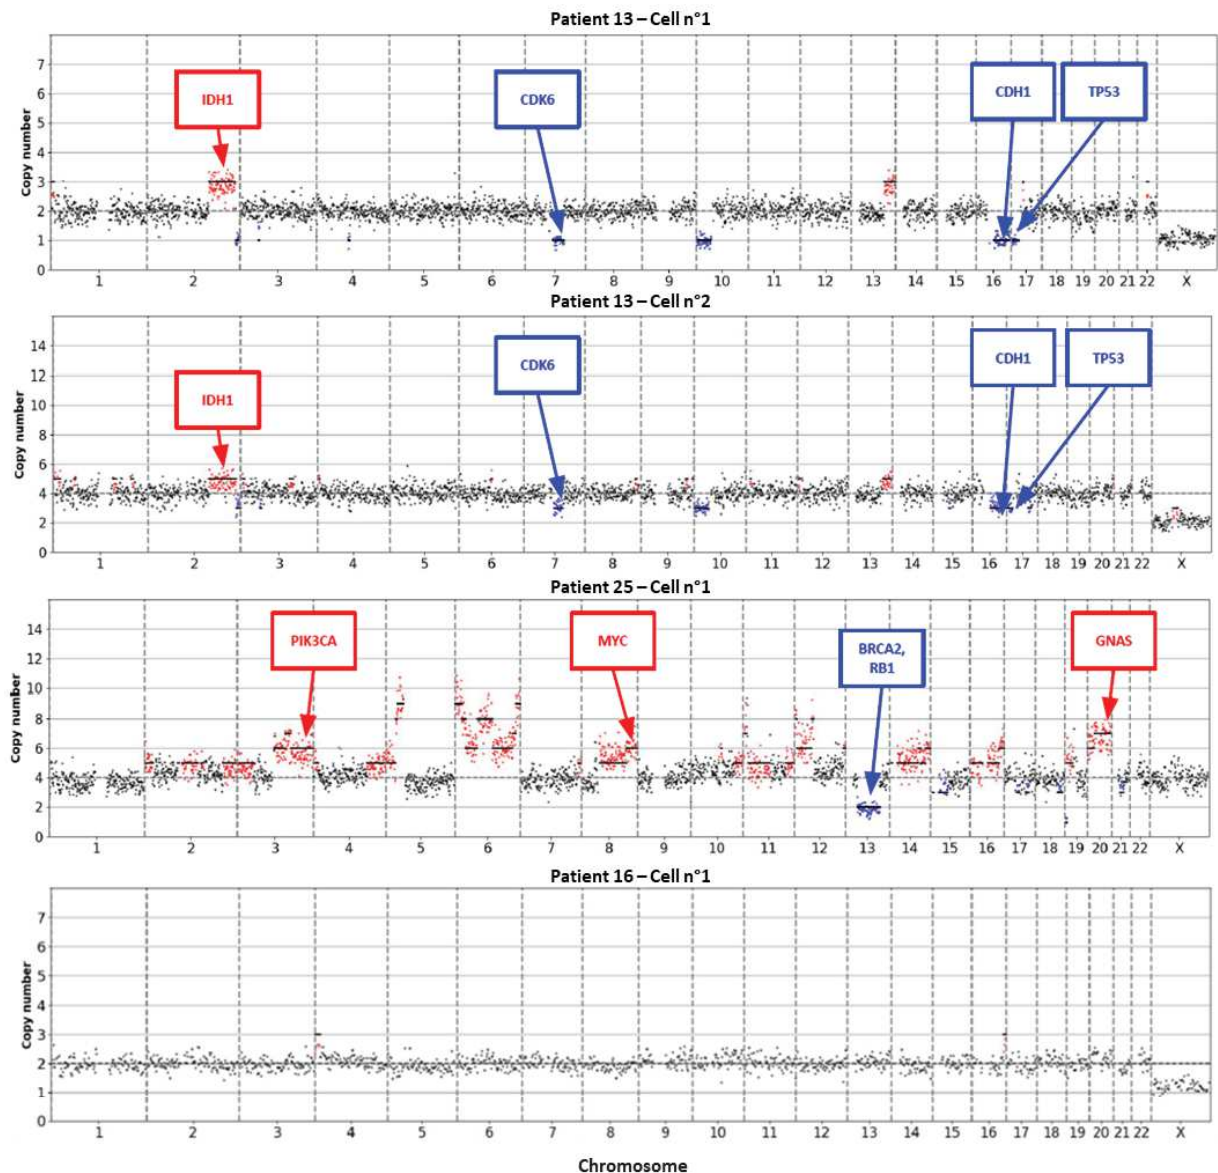 Patient 13 – Cell n°1
Copy number
7
6
5
4
3
2
1
0
IDH1
CDK6
CDH1
TP53
1 2 3 4 5 6 7 8 9 10 11 12 13 14 15 16 17 18 19 20 21 22 X
Patient 13 – Cell n°2
Copy number
14
12
10
8
6
4
2
0
IDH1
CDK6
CDH1
TP53
1 2 3 4 5 6 7 8 9 10 11 12 13 14 15 16 17 18 19 20 21 22 X
Patient 25 – Cell n°1
Copy number
14
12
10
8
6
4
2
0
PIK3CA
MYC
BRCA2,
RB1
GNAS
1 2 3 4 5 6 7 8 9 10 11 12 13 14 15 16 17 18 19 20 21 22 X
Patient 16 – Cell n°1
Copy number
7
6
5
4
3
2
1
0
1 2 3 4 5 6 7 8 9 10 11 12 13 14 15 16 17 18 19 20 21 22 X
Chromosome